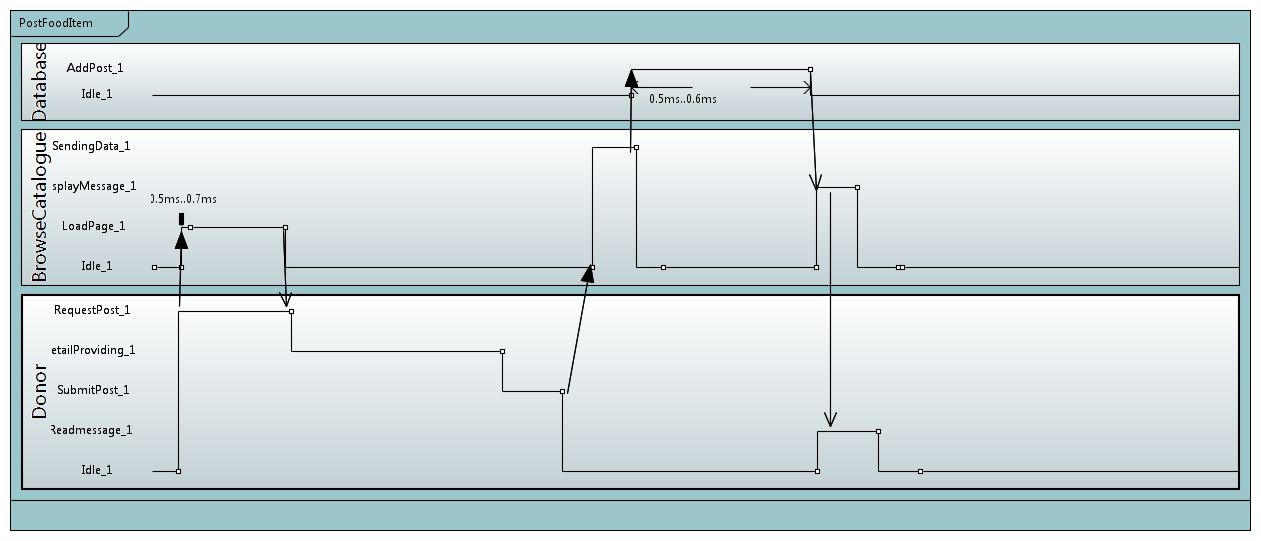 PostFoodItem
Database
AddPost_1
Idle_1
0.5ms..0.6ms
BrowseCatalogue
SendingData_1
splayMessage_1
0.5ms..0.7ms
LoadPage_1
Idle_1
Donor
RequestPost_1
etailProviding_1
SubmitPost_1
Readmessage_1
Idle_1